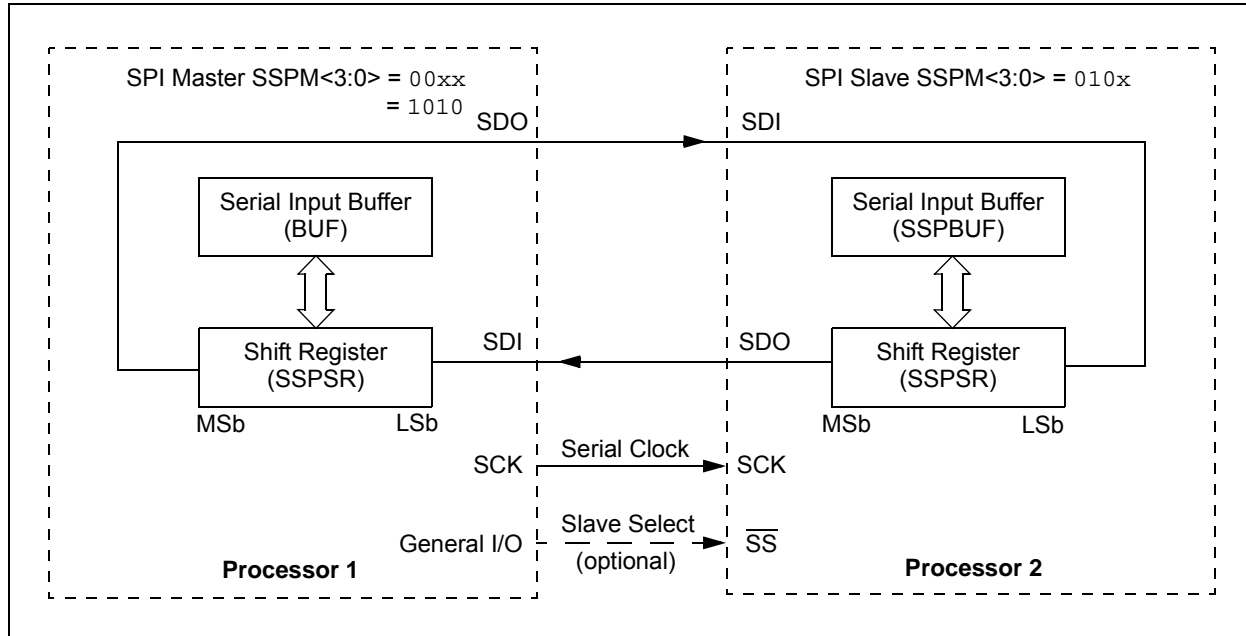 SPI Master SSPM<3:0> = 00xx
= 1010
SDO
Serial Input Buffer
(BUF)
Shift Register
(SSPSR)
MSb
LSb
SDI
SCK
General I/O
Processor 1
Serial Clock
Slave Select
(optional)
SPI Slave SSPM<3:0> = 010x
SDI
Serial Input Buffer
(SSPBUF)
SDO
Shift Register
(SSPSR)
MSb
LSb
SCK
SS
Processor 2